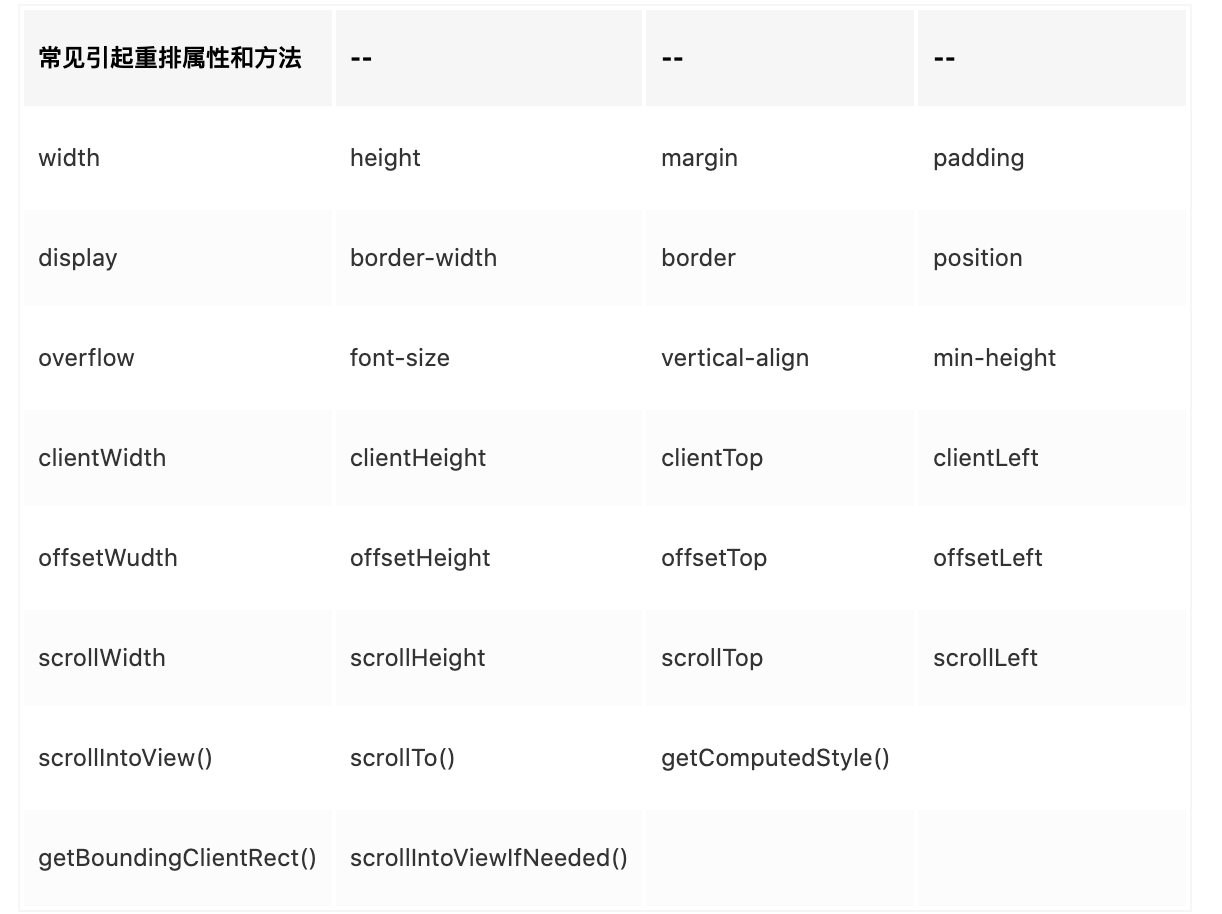 常见引起重排属性和方法 -- -- --
width height margin padding
display border-width border position
overflow font-size vertical-align min-height
clientWidth clientHeight clientTop clientLeft
offsetWudth offsetHeight offsetTop offsetLeft
scrollWidth scrollHeight scrollTop scrollLeft
scrollIntoView() scrollTo() getComputedStyle()
getBoundingClientRect() scrollIntoViewIfNeeded()